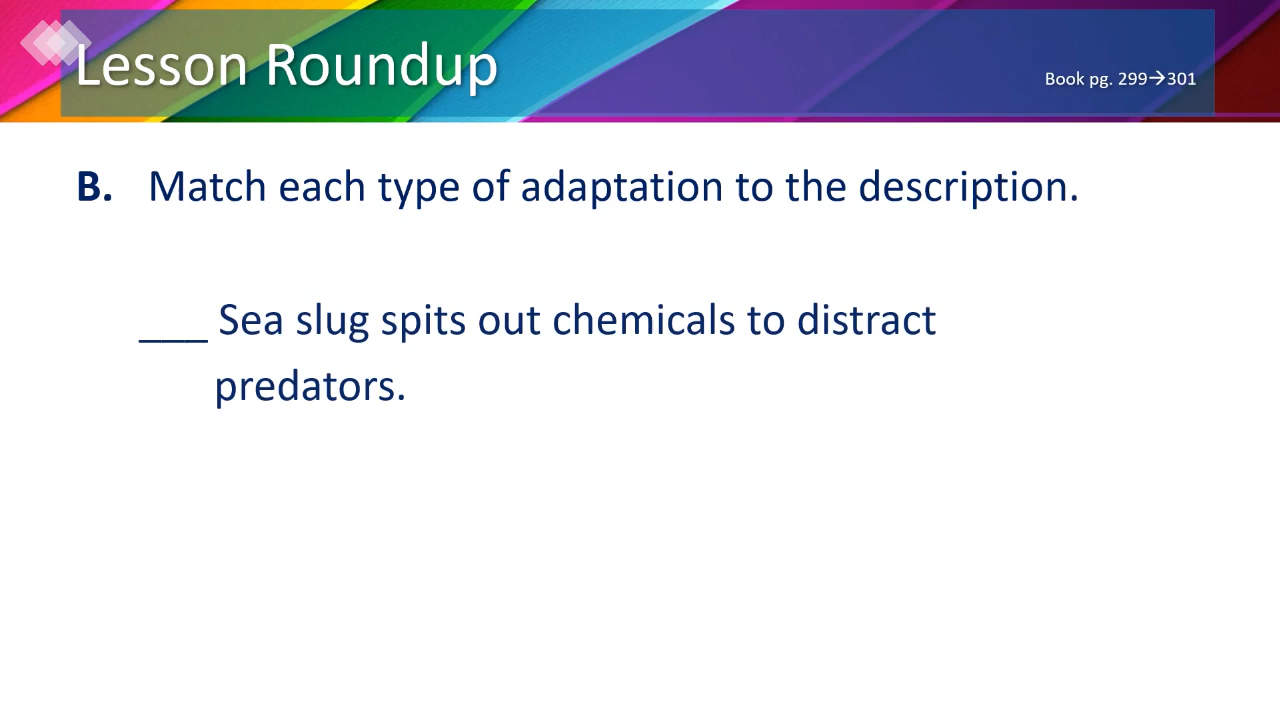 Lesson Roundup
Book pg. 299→301
B. Match each type of adaptation to the description.
___ Sea slug spits out chemicals to distract
predators.